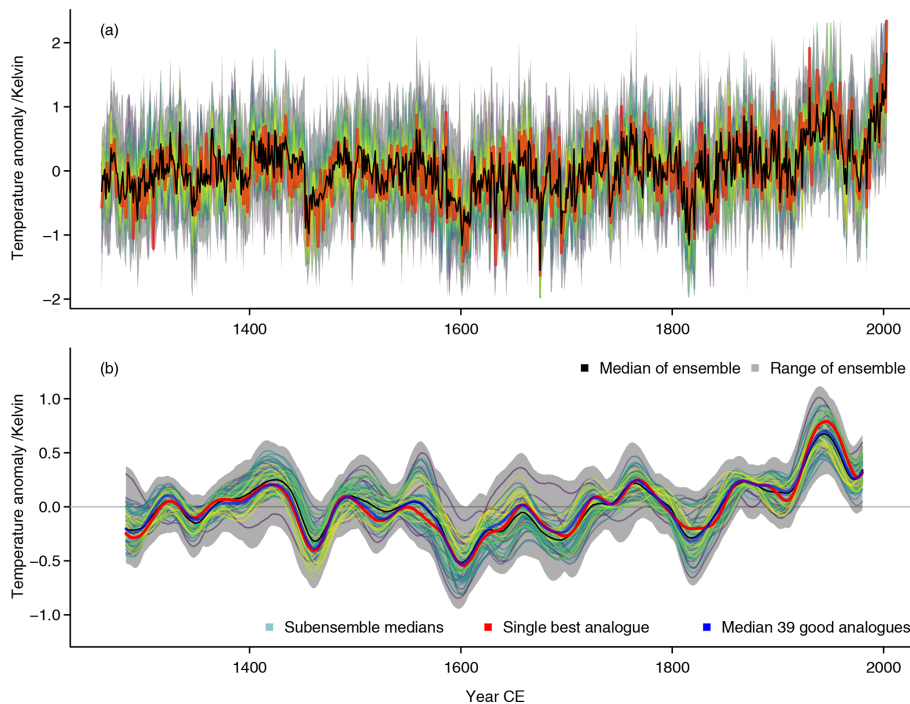 (a)
Temperature anomaly /Kelvin
2
1
0
−1
−2
1400 1600 1800 2000
(b)
Median of ensemble Range of ensemble
Temperature anomaly /Kelvin
1.0
0.5
0.0
−0.5
−1.0
Subensemble medians Single best analogue Median 39 good analogues
1400 1600 1800 2000
Year CE